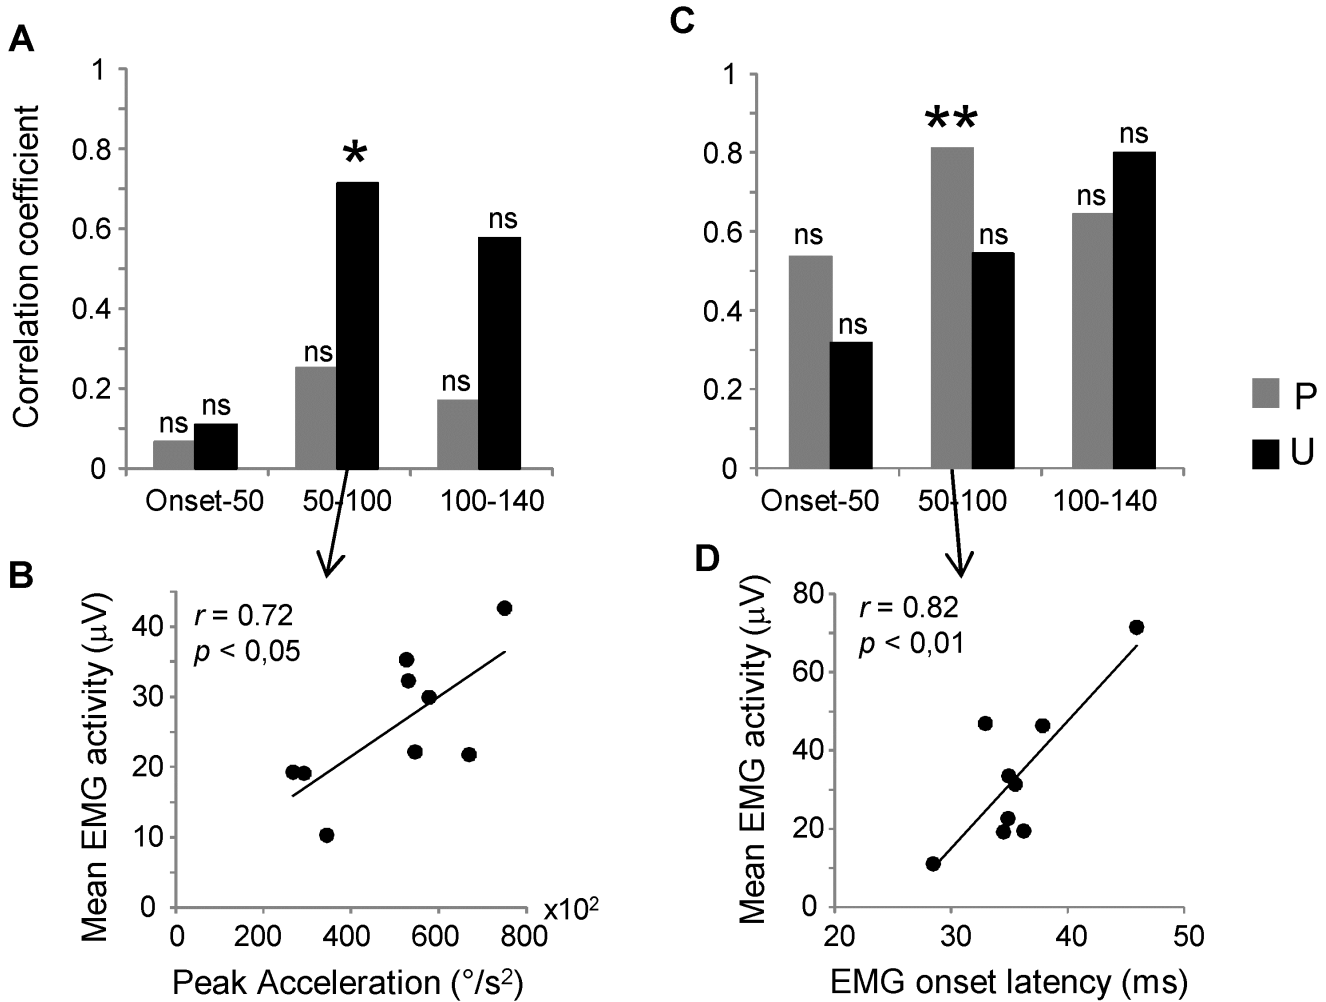 A
Correlation coefficient
1
0.8
0.6
0.4
0.2
0
ns
ns
ns
*
ns
ns
Onset-50
50-100
100-140
C
1
0.8
0.6
0.4
0.2
0
ns
ns
**
ns
ns
ns
Onset-50
50-100
100-140
P
U
B
Mean EMG activity (µV)
r = 0.72
p < 0,05
40
30
20
10
0
0
200
400
600
800
x10²
Peak Acceleration (°/s²)
D
Mean EMG activity (µV)
r = 0.82
p < 0,01
80
60
40
20
0
20
30
40
50
EMG onset latency (ms)